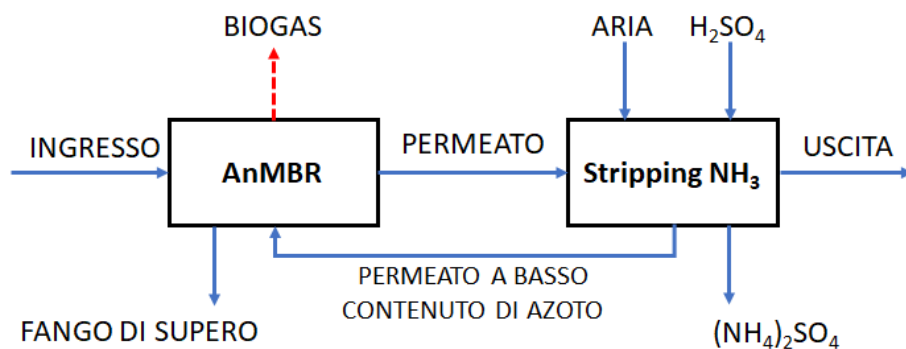 BIOGAS
ARIA
H₂SO₄
INGRESSO
AnMBR
PERMEATO
Stripping NH₃
USCITA
PERMEATO A BASSO
CONTENUTO DI AZOTO
FANGO DI SUPERO
(NH₄)₂SO₄